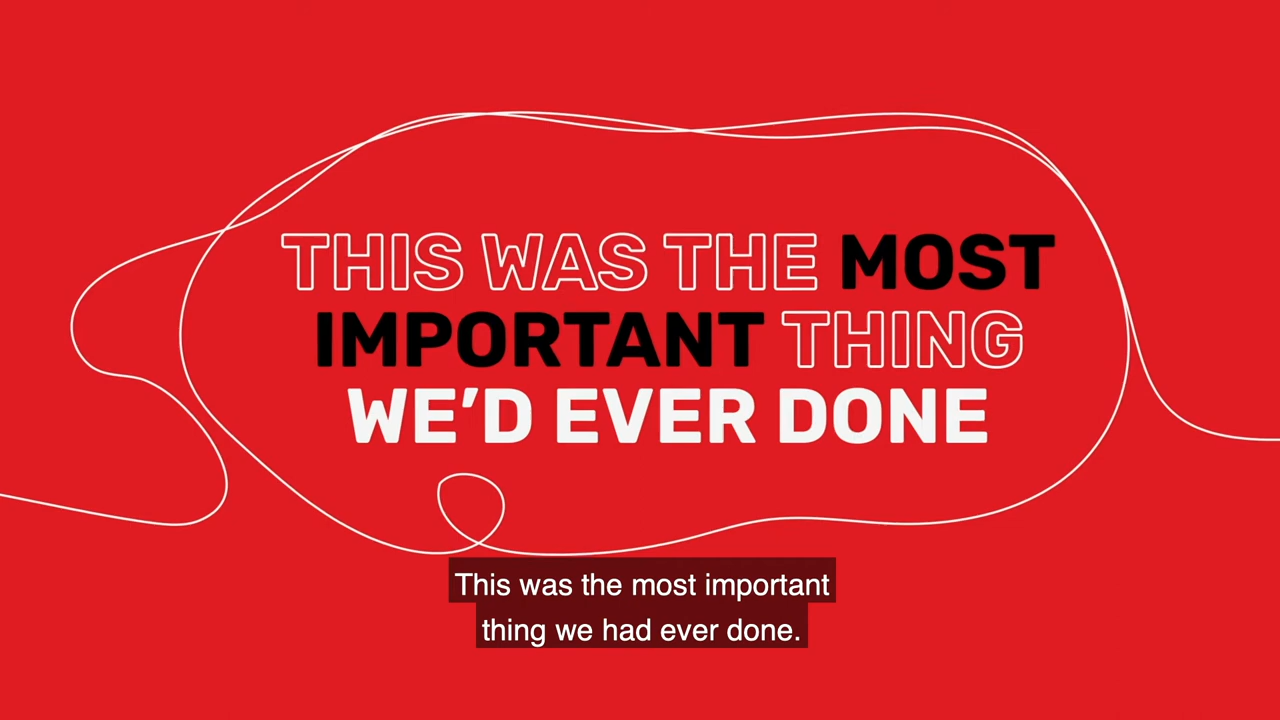 THIS WAS THE MOST
IMPORTANT THING
WE’D EVER DONE
This was the most important
thing we had ever done.